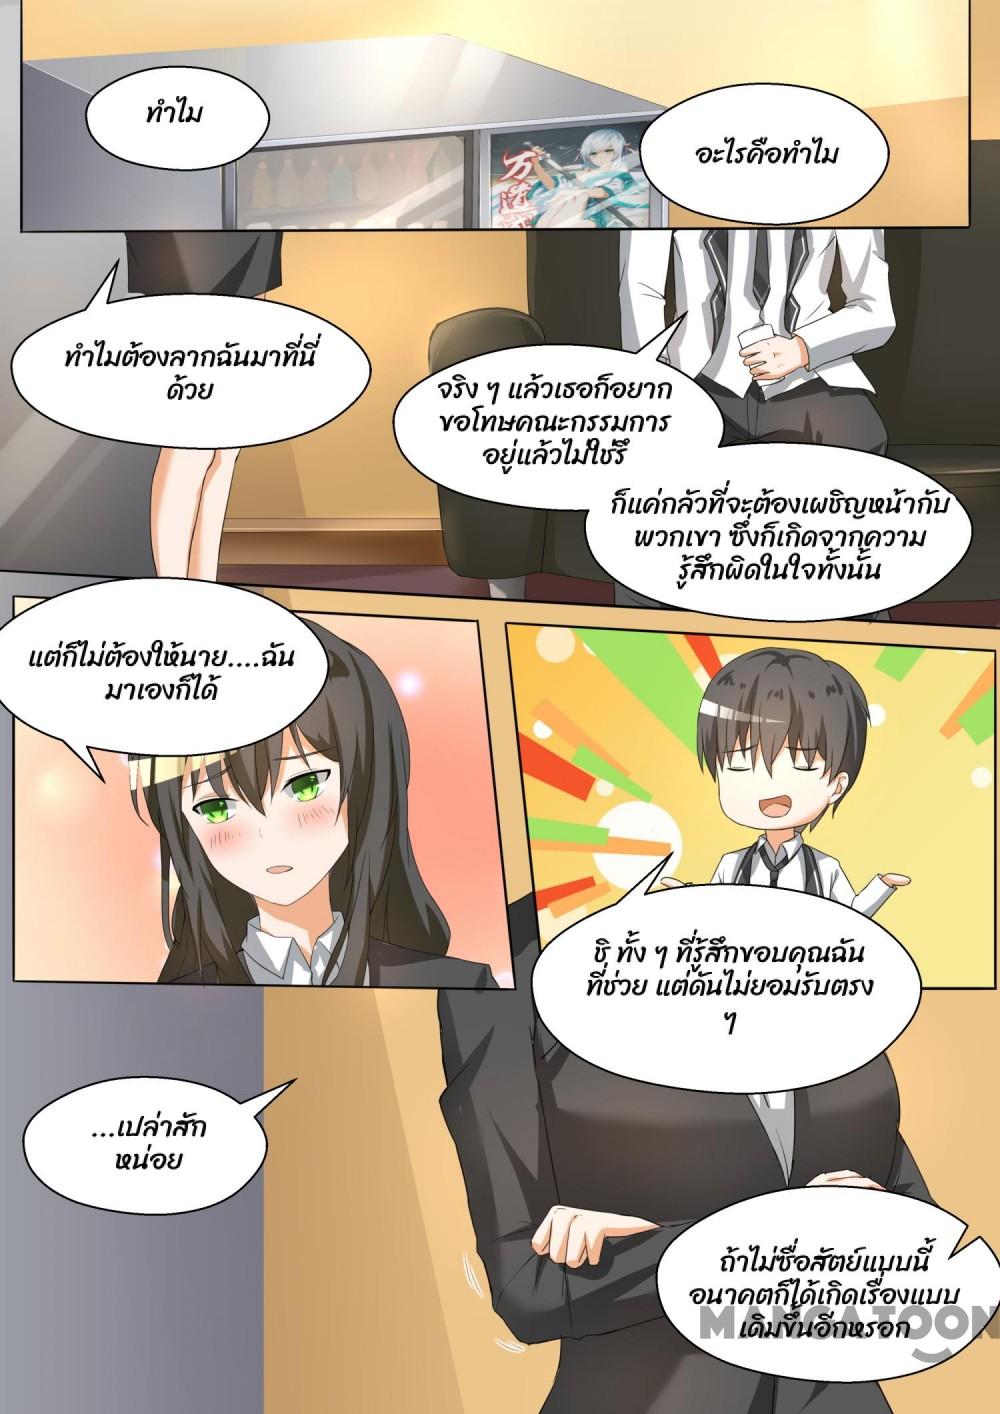 ทำไม
อะไรคือทำไม
万
ทำไมต้องลากฉันมาที่นี่
ด้วย
จริง ๆ แล้วเธอก็อยาก
ขอโทษคณะกรรมการ
อยู่แล้วไม่ใช่รึ
ก็แค่กลัวที่จะต้องเผชิญหน้ากับ
พวกเขา ซึ่งก็เกิดจากความ
รู้สึกผิดในใจทั้งนั้น
แต่ก็ไม่ต้องให้นาย....ฉัน
มาเองก็ได้
ชิ ทั้ง ๆ ที่รู้สึกขอบคุณฉัน
ที่ช่วย แต่ดันไม่ยอมรับตรง
ๆ
...เปล่าสัก
หน่อย
ถ้าไม่ซื่อสัตย์แบบนี้
อนาคตก็ได้เกิดเรื่องแบบ
เดิมขึ้นอีกหรอก
MANGATOON